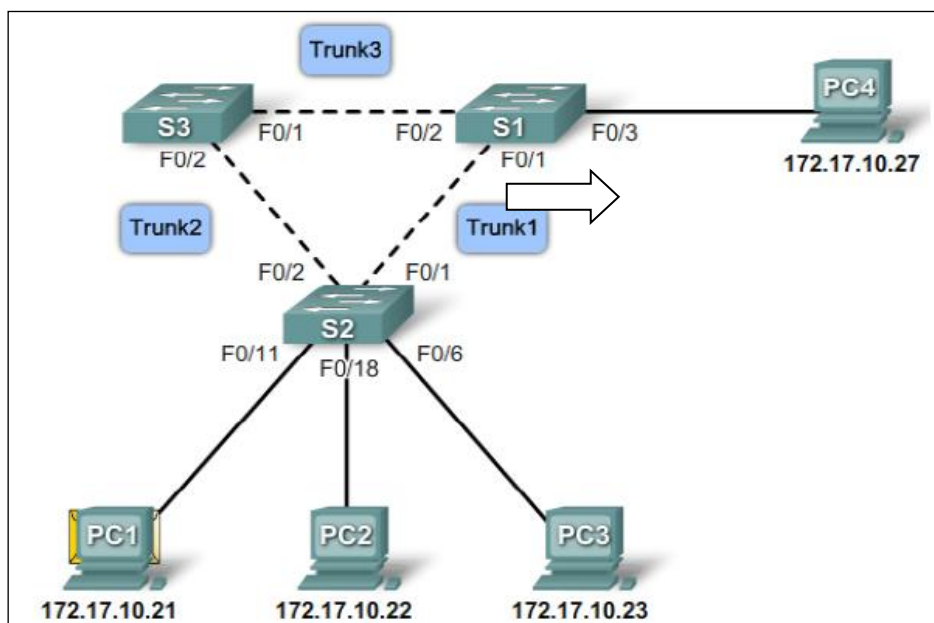 Trunk3
S3
F0/1
F0/2
S1
F0/3
PC4
F0/2
F0/1
172.17.10.27
Trunk2
Trunk1
F0/2
F0/1
S2
F0/11
F0/18
F0/6
PC1
PC2
PC3
172.17.10.21
172.17.10.22
172.17.10.23